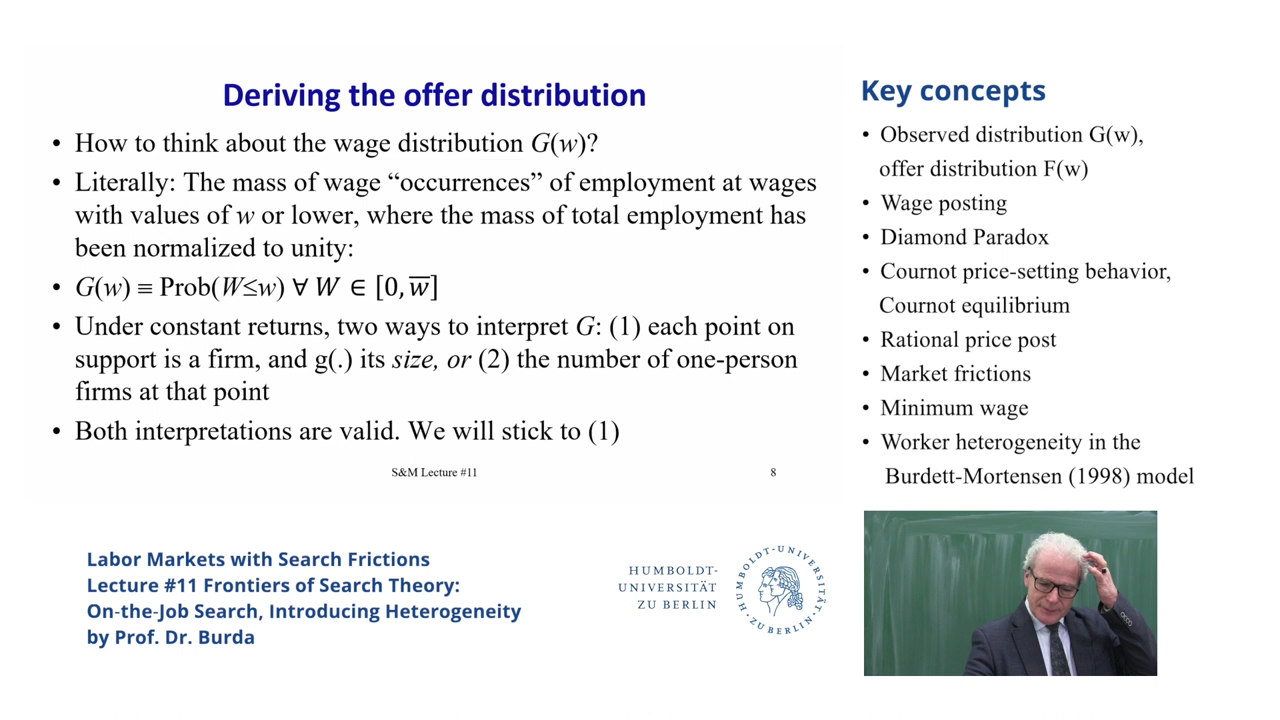 Deriving the offer distribution
• How to think about the wage distribution G(w)?
• Literally: The mass of wage “occurrences” of employment at wages
with values of w or lower, where the mass of total employment has
been normalized to unity:
• G(w) ≡ Prob(W≤w) ∀ W ∈ [0, w̅]
• Under constant returns, two ways to interpret G: (1) each point on
support is a firm, and g(.) its size, or (2) the number of one-person
firms at that point
• Both interpretations are valid. We will stick to (1)
S&M Lecture #11
8
Key concepts
• Observed distribution G(w),
offer distribution F(w)
• Wage posting
• Diamond Paradox
• Cournot price-setting behavior,
Cournot equilibrium
• Rational price post
• Market frictions
• Minimum wage
• Worker heterogeneity in the
Burdett-Mortensen (1998) model
Labor Markets with Search Frictions
Lecture #11 Frontiers of Search Theory:
On-the-Job Search, Introducing Heterogeneity
by Prof. Dr. Burda
HUMBOLDT-
UNIVERSITÄT
ZU BERLIN
HUMBOLDT-UNIVERSITÄT
ZU BERLIN